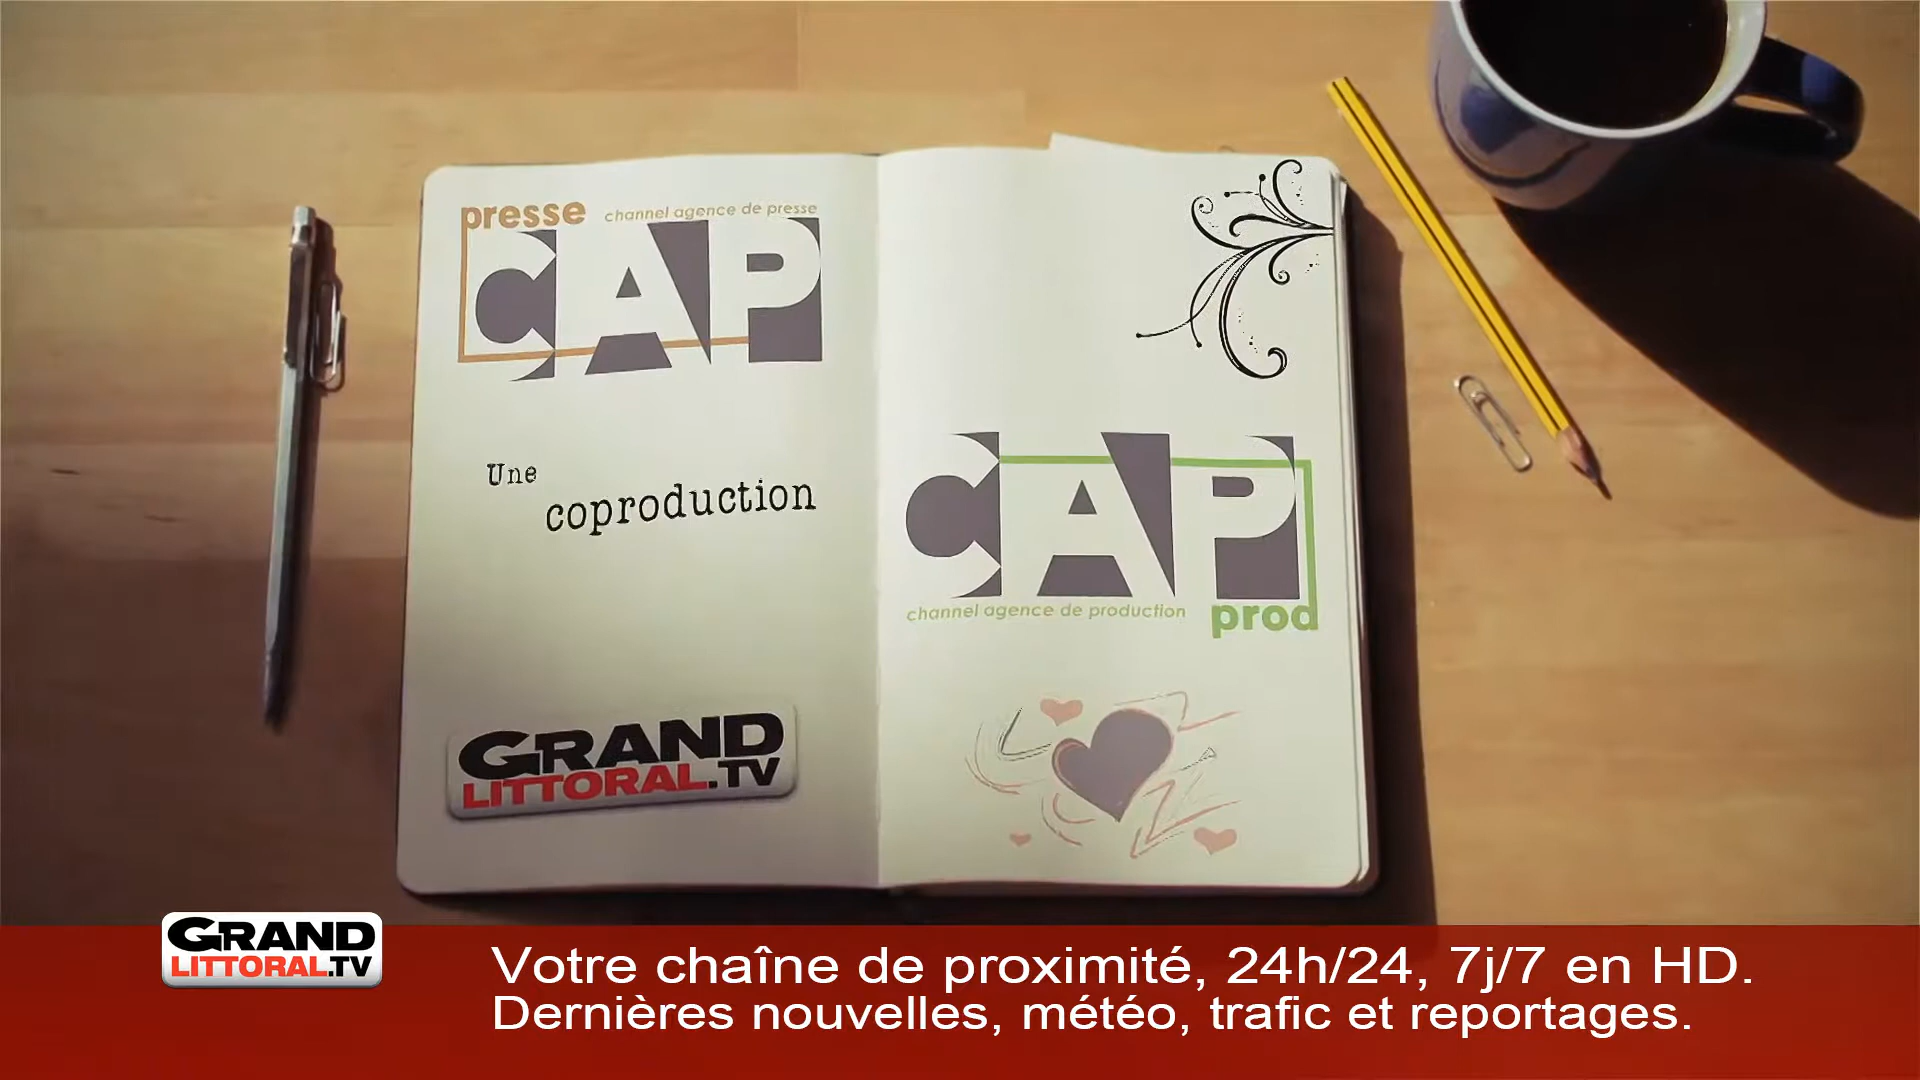 presse channel agence de presse
CAP
Une
coproduction
GRAND
LITTORAL.TV
CAP
channel agence de production prod
GRAND
LITTORAL.TV
Votre chaîne de proximité, 24h/24, 7j/7 en HD.
Dernières nouvelles, météo, trafic et reportages.